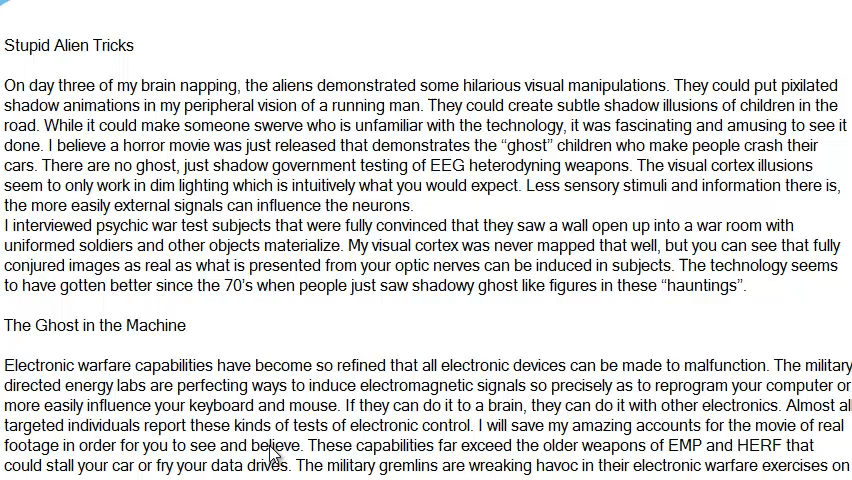 Stupid Alien Tricks
On day three of my brain napping, the aliens demonstrated some hilarious visual manipulations. They could put pixilated
shadow animations in my peripheral vision of a running man. They could create subtle shadow illusions of children in the
road. While it could make someone swerve who is unfamiliar with the technology, it was fascinating and amusing to see it
done. I believe a horror movie was just released that demonstrates the “ghost” children who make people crash their
cars. There are no ghost, just shadow government testing of EEG heterodyning weapons. The visual cortex illusions
seem to only work in dim lighting which is intuitively what you would expect. Less sensory stimuli and information there is,
the more easily external signals can influence the neurons.
I interviewed psychic war test subjects that were fully convinced that they saw a wall open up into a war room with
uniformed soldiers and other objects materialize. My visual cortex was never mapped that well, but you can see that fully
conjured images as real as what is presented from your optic nerves can be induced in subjects. The technology seems
to have gotten better since the 70’s when people just saw shadowy ghost like figures in these “hauntings”.
The Ghost in the Machine
Electronic warfare capabilities have become so refined that all electronic devices can be made to malfunction. The military
directed energy labs are perfecting ways to induce electromagnetic signals so precisely as to reprogram your computer or
more easily influence your keyboard and mouse. If they can do it to a brain, they can do it with other electronics. Almost all
targeted individuals report these kinds of tests of electronic control. I will save my amazing accounts for the movie of real
footage in order for you to see and believe. These capabilities far exceed the older weapons of EMP and HERF that
could stall your car or fry your data drives. The military gremlins are wreaking havoc in their electronic warfare exercises on